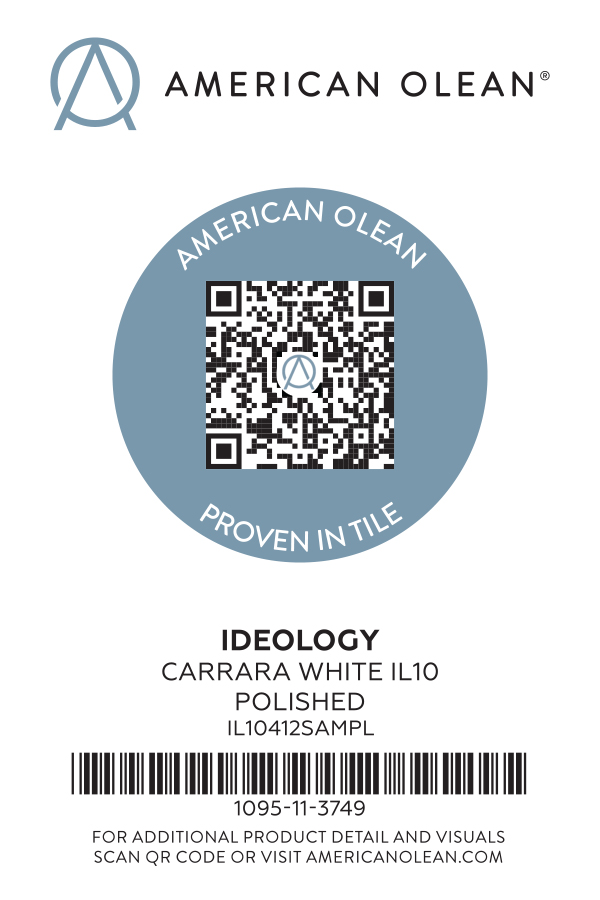 AMERICAN OLEAN®
AMERICAN OLEAN
PROVEN IN TILE
IDEOLOGY
CARRARA WHITE IL10
POLISHED
IL10412SAMPL
1095-11-3749
FOR ADDITIONAL PRODUCT DETAIL AND VISUALS
SCAN QR CODE OR VISIT AMERICANOLEAN.COM